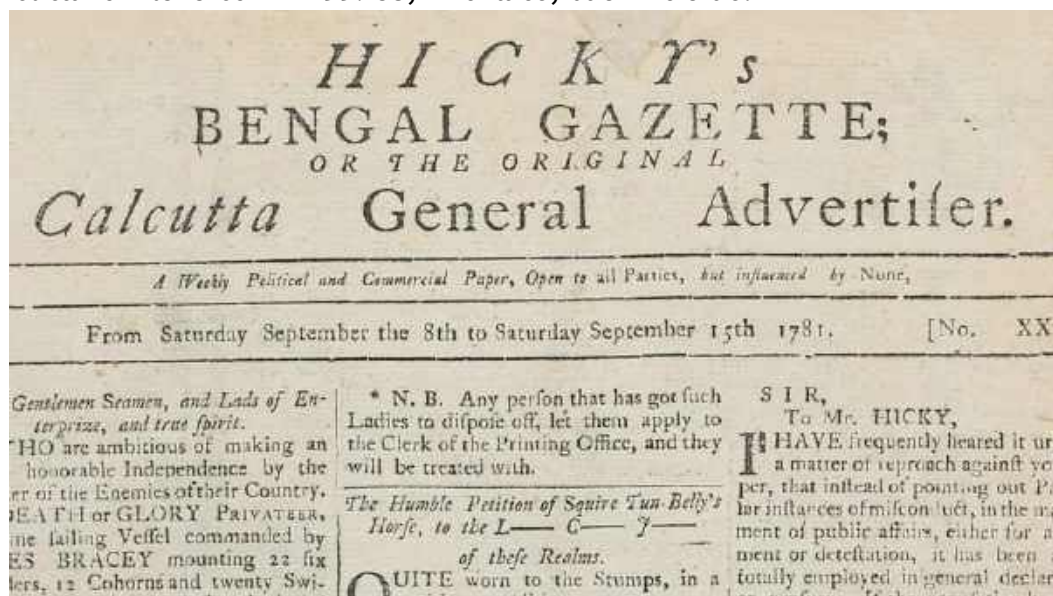 HICKY's
BENGAL GAZETTE;
OR THE ORIGINAL
Calcutta General Advertiſer.
A Weekly Political and Commercial Paper, Open to all Parties, but influenced by None,
From Saturday September the 8th to Saturday September 15th 1781. [No. XX
Gentlemen Seamen, and Lads of En-
terprize, and true ſpirit.
HO are ambitious of making an
honorable Independence by the
er of the Enemies of their Country.
DEATH or GLORY PRIVATEER,
ne ſailing Veſſel commanded by
ES BRACEY mounting 22 ſix
ders, 12 Cohorns and twenty Swi-
* N. B. Any perſon that has got ſuch
Ladies to diſpoſe off, let them apply to
the Clerk of the Printing Office, and they
will be treated with.
The Humble Petition of Squire Tun-Belly's
Horſe, to the L—— C—— J——
of theſe Realms.
QUITE worn to the Stumps, in a
SIR,
To Mr. HICKY,
I HAVE frequently heared it ur
a matter of reproach againſt yo
per, that inſtead of pointing out
lar inſtances of miſconduct, in the
ment of public affairs, either for a
ment or deteſtation, it has been
totally employed in general declar